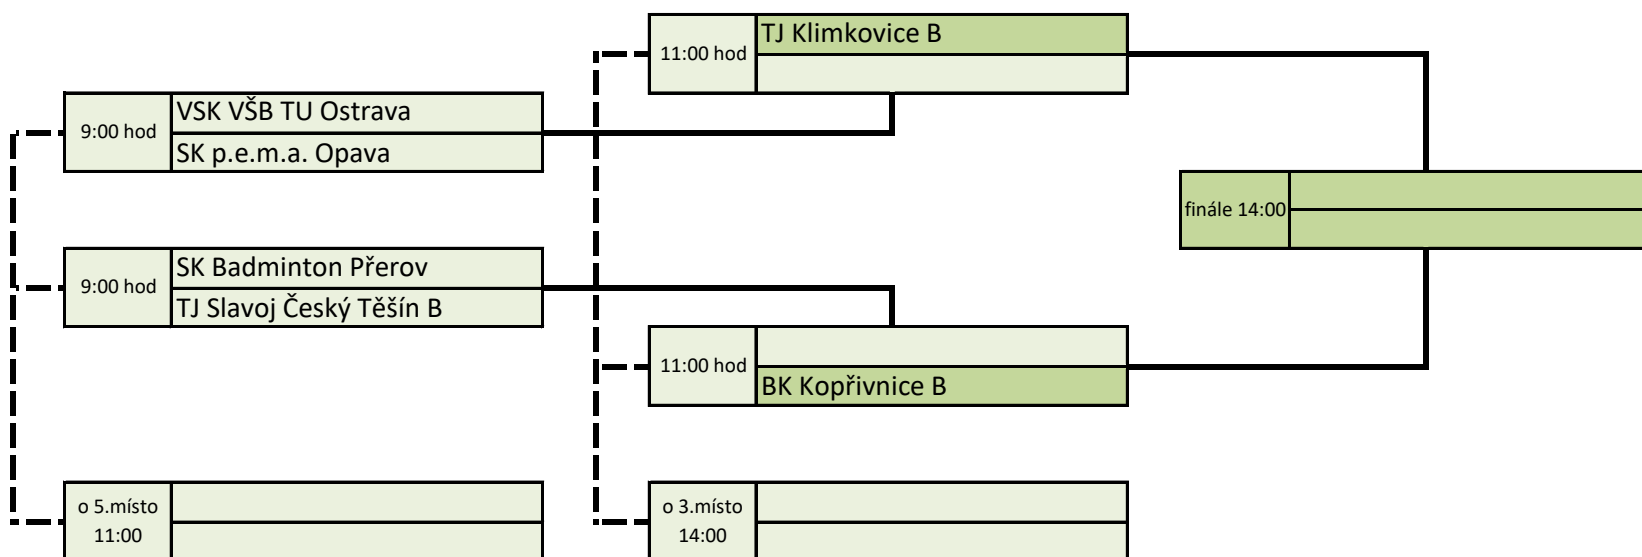 11:00 hod
TJ Klimkovice B
9:00 hod
VSK VŠB TU Ostrava
SK p.e.m.a. Opava
finále 14:00
9:00 hod
SK Badminton Přerov
TJ Slavoj Český Těšín B
11:00 hod
BK Kopřivnice B
o 5.místo
11:00
o 3.místo
14:00